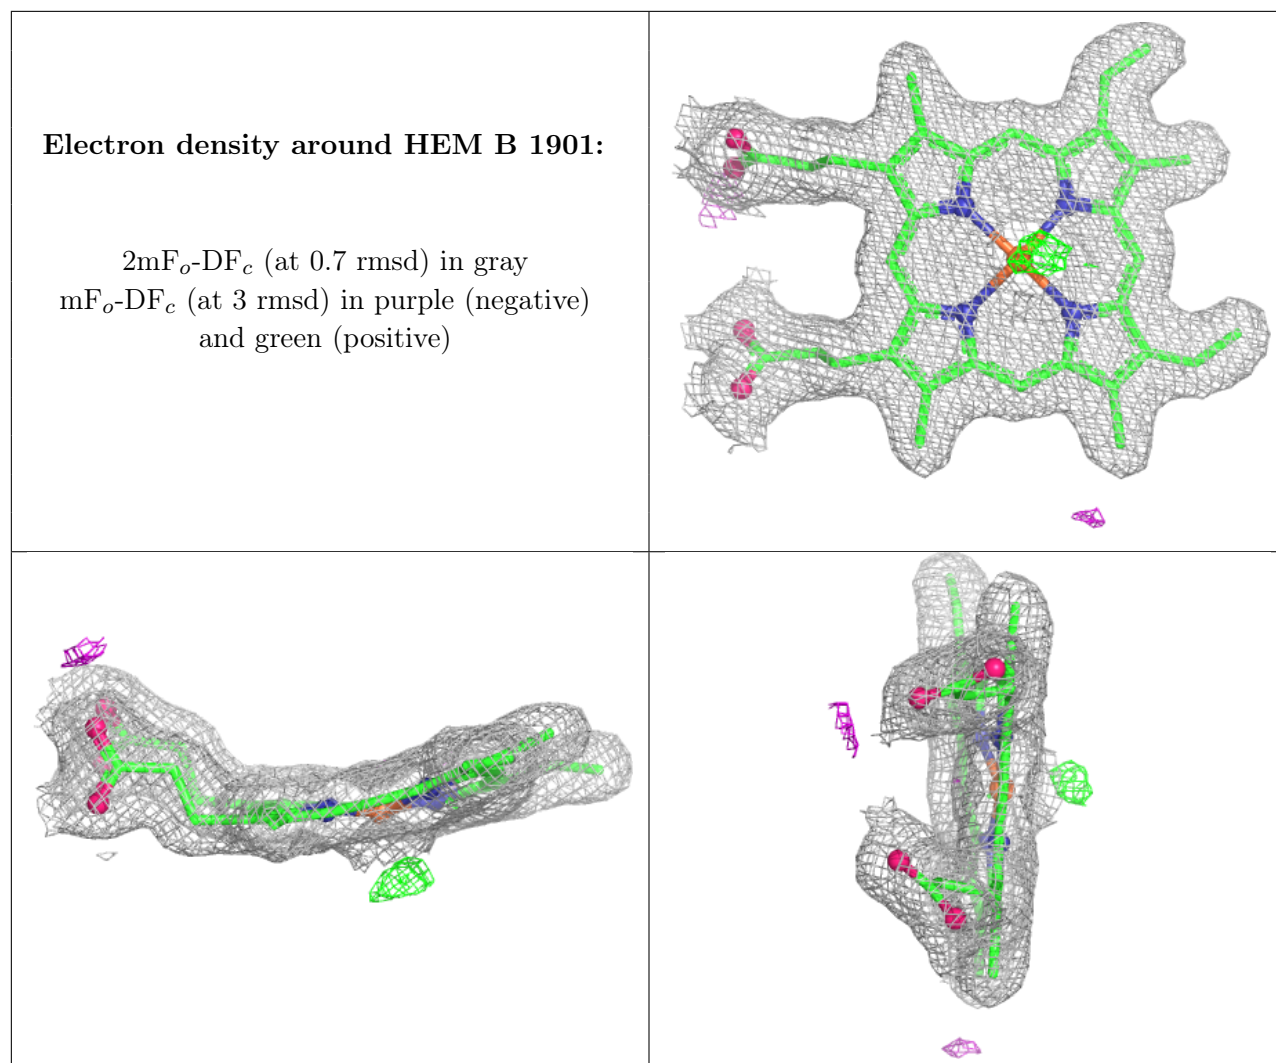 Electron density around HEM B 1901:
2mFo-DFc (at 0.7 rmsd) in gray
mFo-DFc (at 3 rmsd) in purple (negative)
and green (positive)